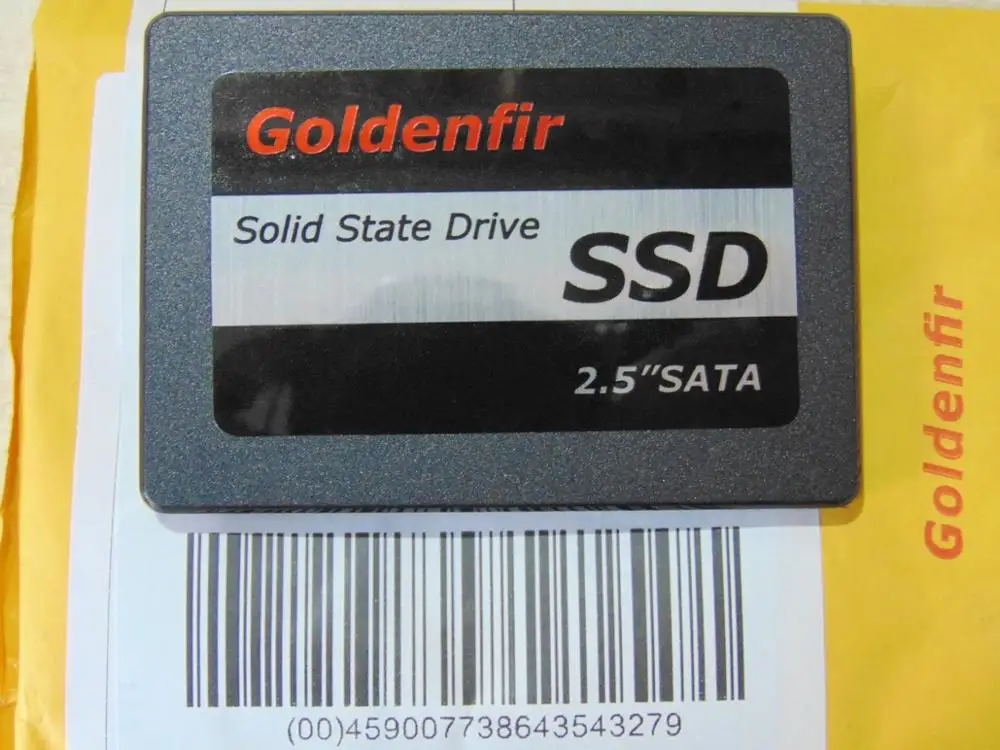 Goldenfir
Solid State Drive
SSD
2.5"SATA
Goldenfir
(00)459007738643543279